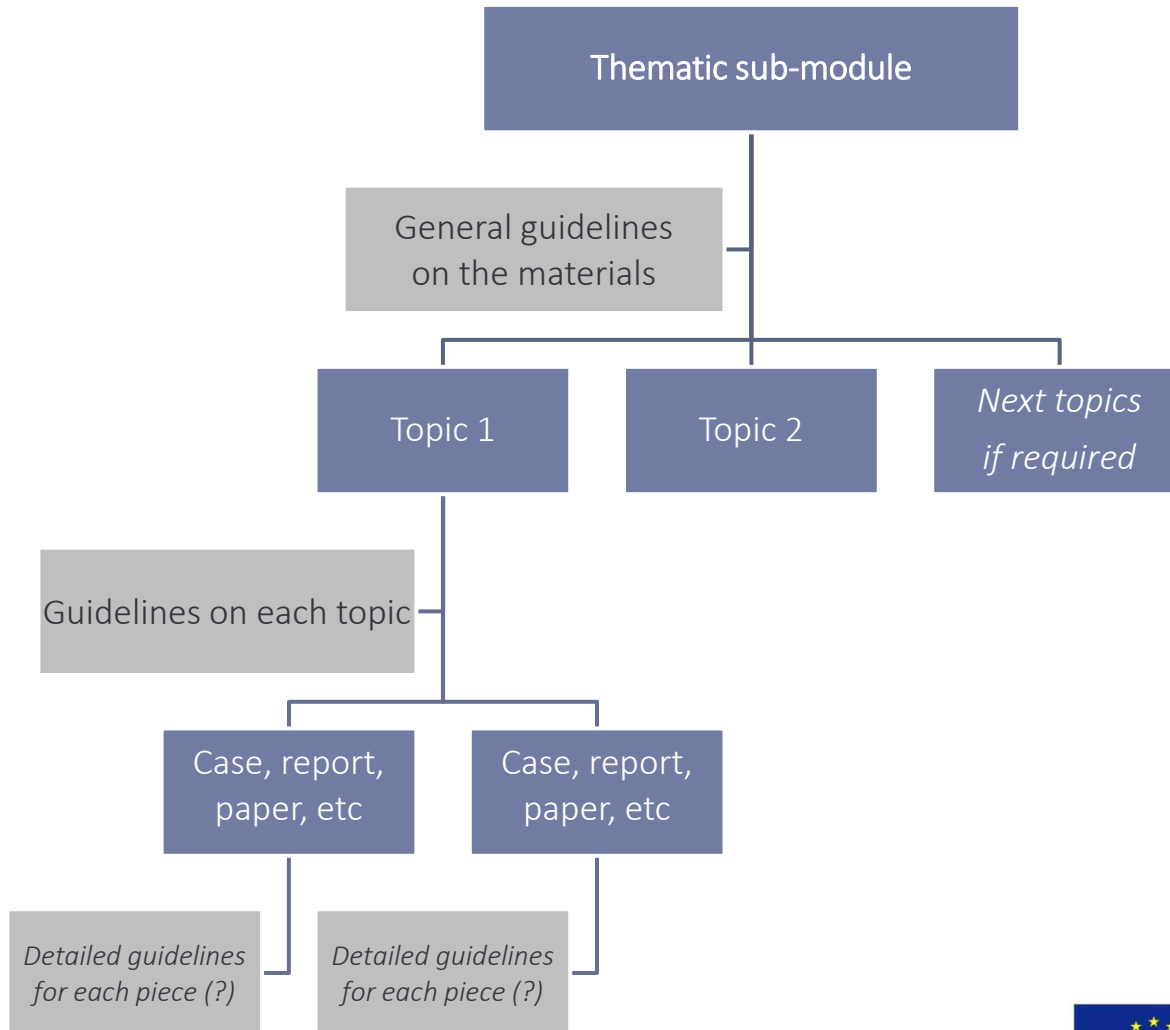 Thematic sub-module
General guidelines
on the materials
Topic 1
Topic 2
Next topics
if required
Guidelines on each topic
Case, report,
paper, etc
Case, report,
paper, etc
Detailed guidelines
for each piece (?)
Detailed guidelines
for each piece (?)